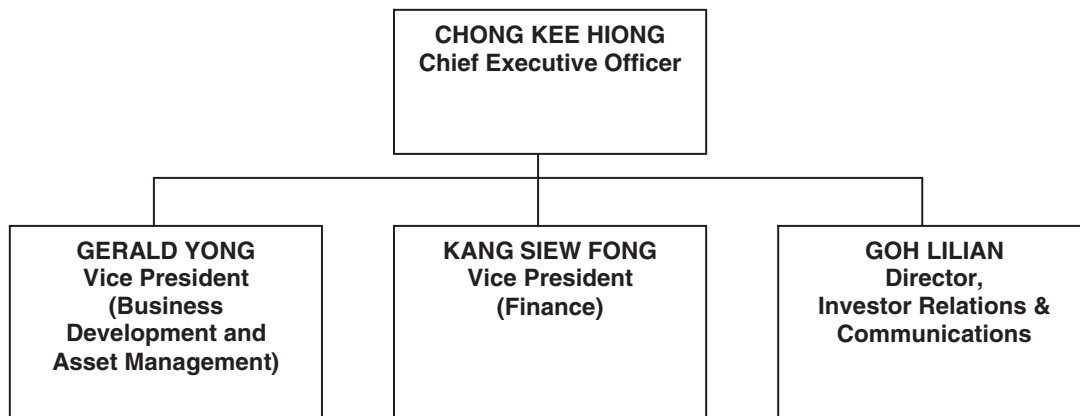 CHONG KEE HIONG
Chief Executive Officer
GERALD YONG
Vice President
(Business
Development and
Asset Management)
KANG SIEW FONG
Vice President
(Finance)
GOH LILIAN
Director,
Investor Relations &
Communications